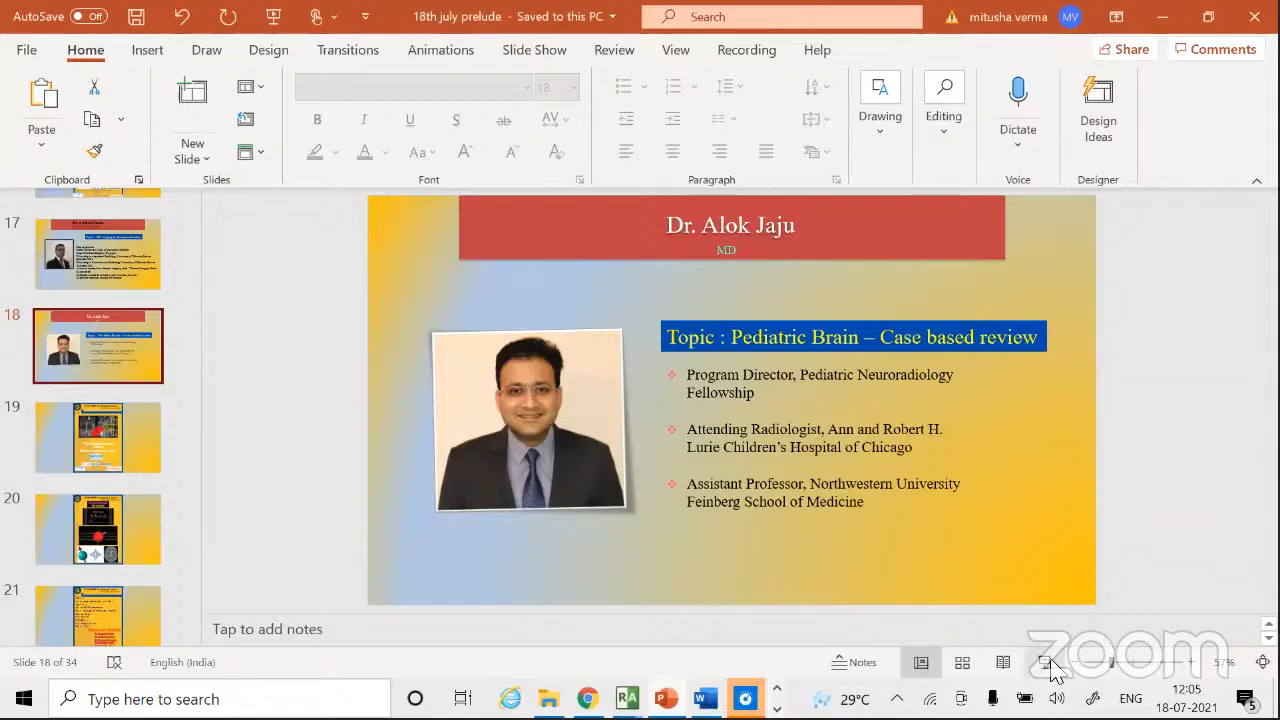 AutoSave Off
18th july prelude - Saved to this PC
Search
mitusha verma
MV
File Home Insert Draw Design Transitions Animations Slide Show Review View Recording Help
Share Comments
18
Paste
New
Slide
Drawing
Editing
Dictate
Design
Ideas
Clipboard
Slides
Font
Paragraph
Voice
Designer
17
18
20
21
Dr. Alok Jaju
MD
Topic : Pediatric Brain – Case based review
Program Director, Pediatric Neuroradiology
Fellowship
Attending Radiologist, Ann and Robert H.
Lurie Children's Hospital of Chicago
Assistant Professor, Northwestern University
Feinberg School of Medicine
Tap to add notes
zoom
Slide 18 of 34
English (India)
Notes
57%
Type here to search
29°C
18-07-2021
5